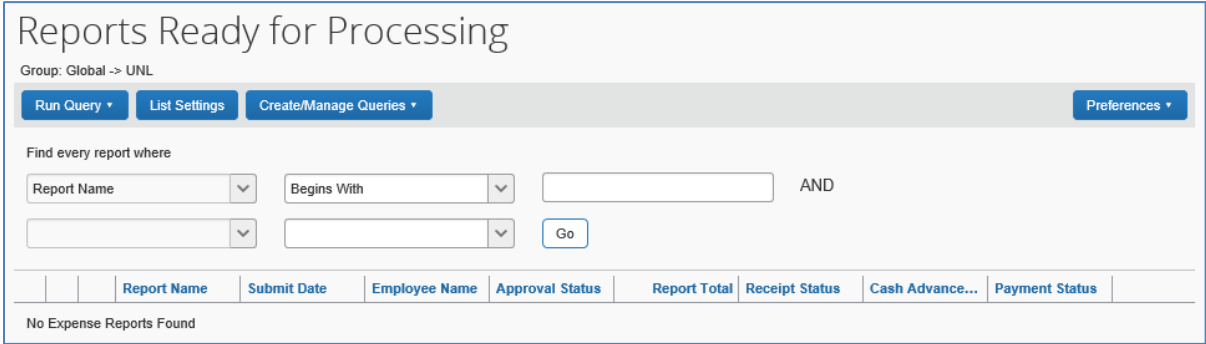 Reports Ready for Processing
Group: Global -> UNL
Run Query List Settings Create/Manage Queries Preferences
Find every report where
Report Name Begins With AND
Go
Report Name Submit Date Employee Name Approval Status Report Total Receipt Status Cash Advance... Payment Status
No Expense Reports Found